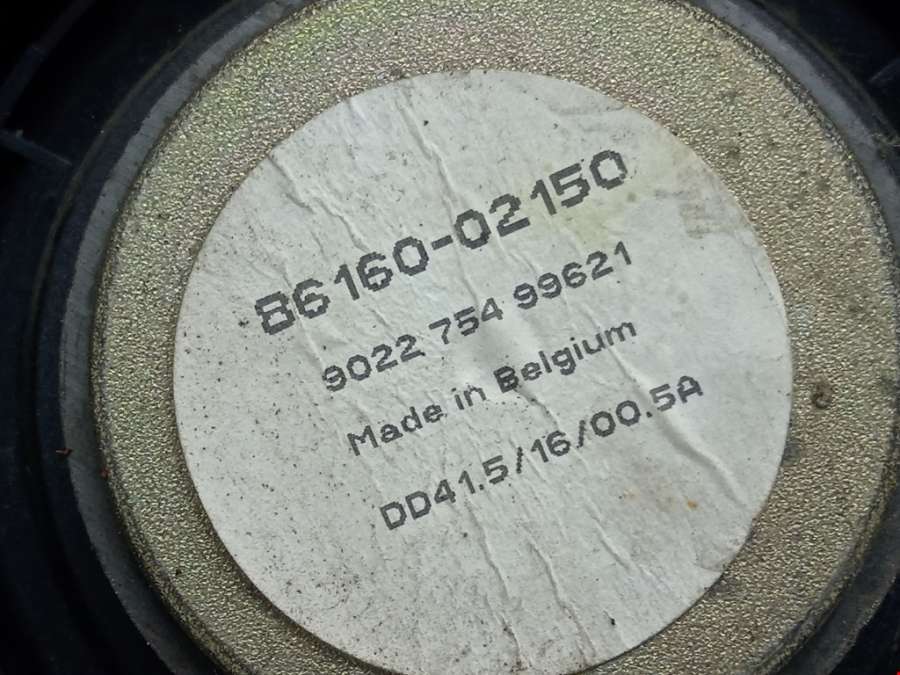 86160-02150
9022 754 99621
Made in Belgium
DD41.5/16/00.5A